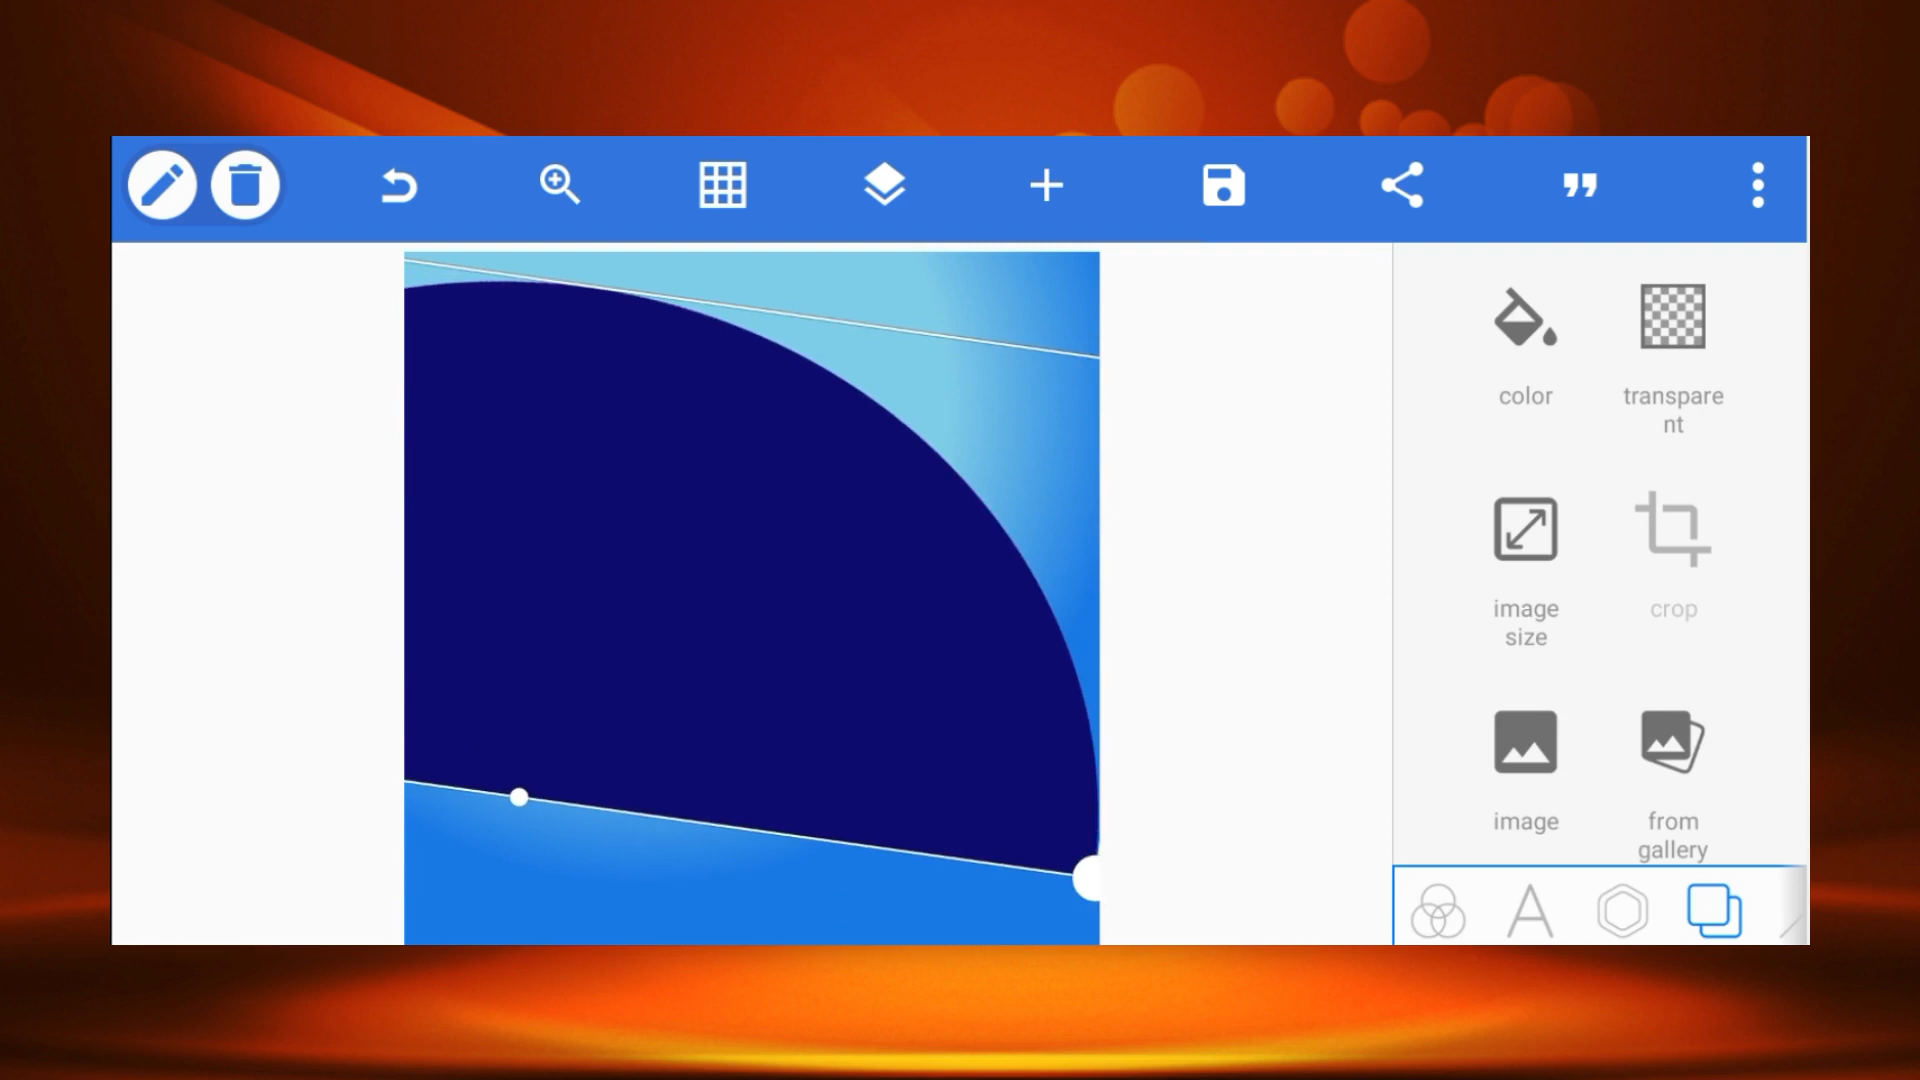 color
transpare
nt
image
size
crop
image
from
gallery